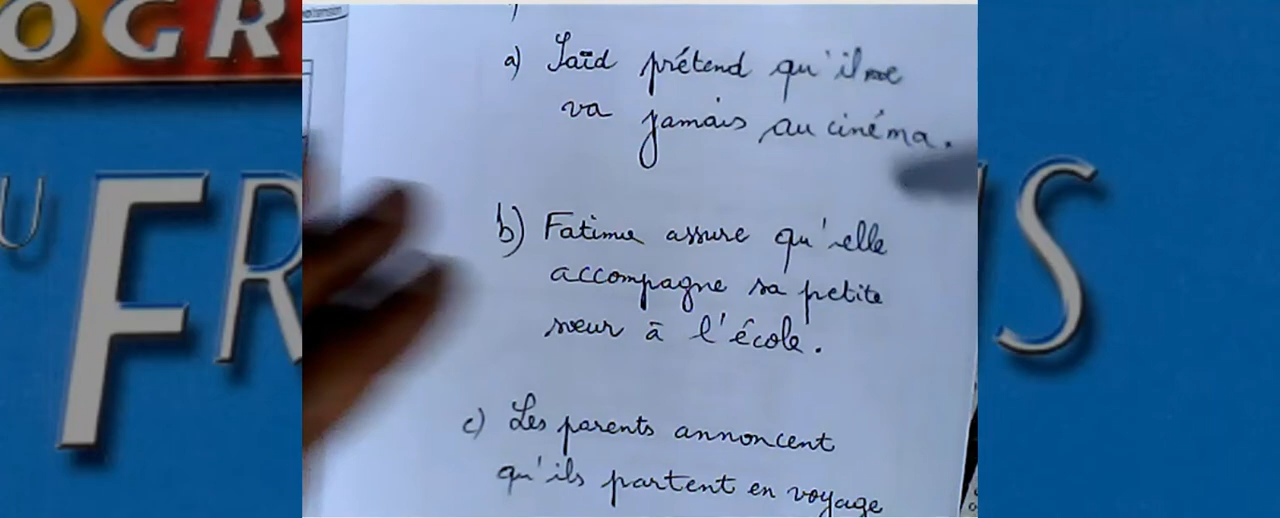 OGR
U FR
S
a) Saïd prétend qu'il ne
va jamais au cinéma.
b) Fatima assure qu'elle
accompagne sa petite
sœur à l'école.
c) Les parents annoncent
qu'ils partent en voyage